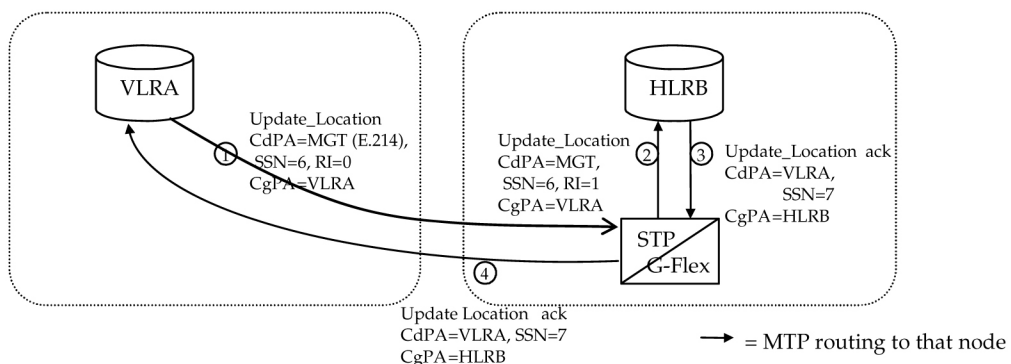 VLRA
HLRB
Update_Location
CdPA=MGT (E.214),
SSN=6, RI=0
CgPA=VLRA
1
Update_Location
CdPA=MGT,
SSN=6, RI=1
CgPA=VLRA
2
3
Update_Location ack
CdPA=VLRA,
SSN=7
CgPA=HLRB
STP
G-Flex
4
Update Location ack
CdPA=VLRA, SSN=7
CgPA=HLRB
= MTP routing to that node